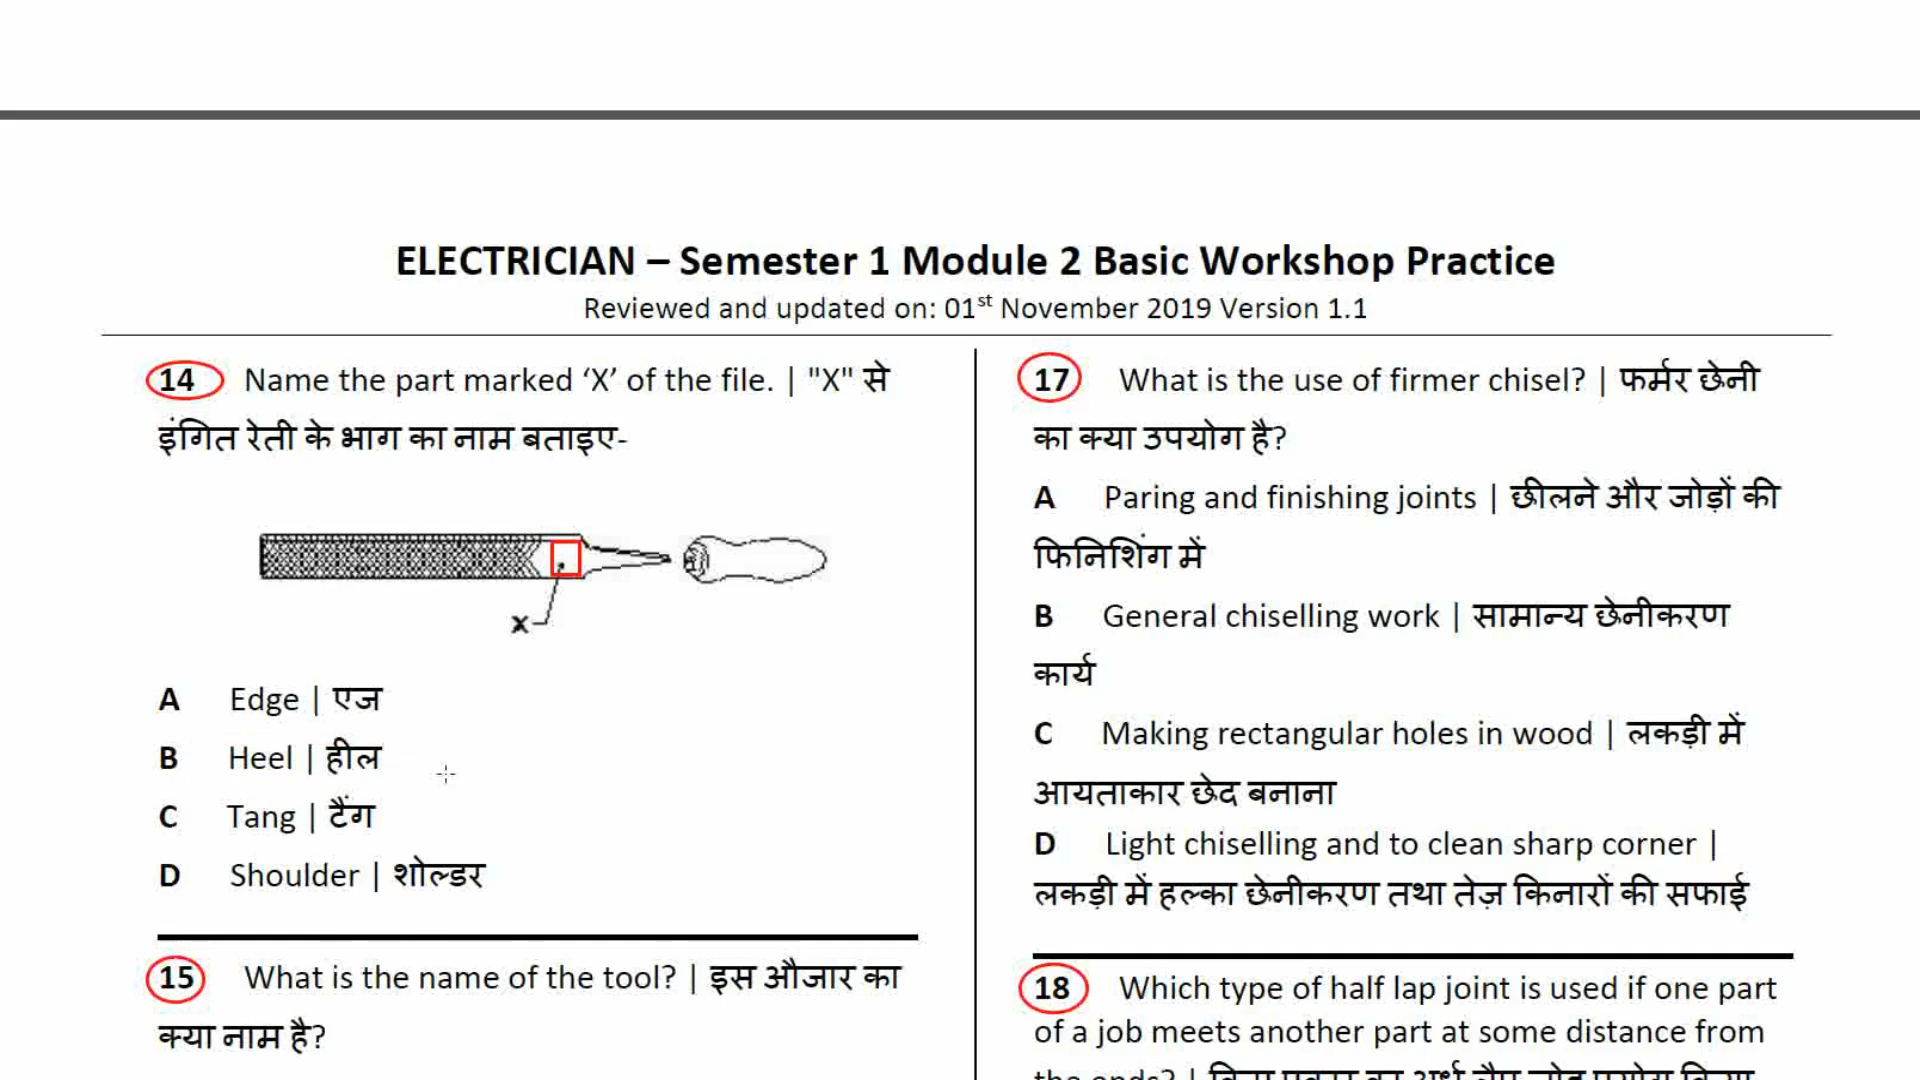 ELECTRICIAN – Semester 1 Module 2 Basic Workshop Practice
Reviewed and updated on: 01st November 2019 Version 1.1
14 Name the part marked ‘X’ of the file. | "X" से
इंगित रेती के भाग का नाम बताइए-
X
A Edge | एज
B Heel | हील
C Tang | टैंग
D Shoulder | शोल्डर
15 What is the name of the tool? | इस औजार का
क्या नाम है?
17 What is the use of firmer chisel? | फर्मर छेनी
का क्या उपयोग है?
A Paring and finishing joints | छीलने और जोड़ों की
फिनिशिंग में
B General chiselling work | सामान्य छेनीकरण
कार्य
C Making rectangular holes in wood | लकड़ी में
आयताकार छेद बनाना
D Light chiselling and to clean sharp corner |
लकड़ी में हल्का छेनीकरण तथा तेज़ किनारों की सफाई
18 Which type of half lap joint is used if one part
of a job meets another part at some distance from
the ends? |